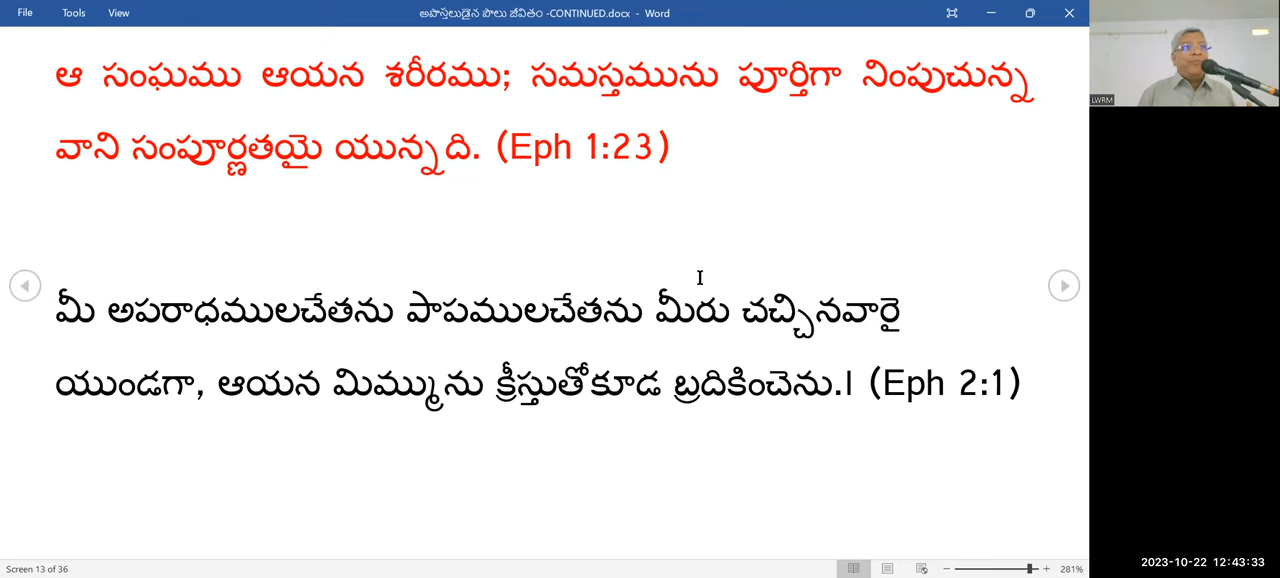 File Tools View అపొస్తలుడైన పౌలు జీవితం -CONTINUED.docx - Word
ఆ సంఘము ఆయన శరీరము; సమస్తమును పూర్తిగా నింపుచున్న
వాని సంపూర్ణతయై యున్నది. (Eph 1:23)
LWRM
మీ అపరాధములచేతను పాపములచేతను మీరు చచ్చినవారై
యుండగా, ఆయన మిమ్మును క్రీస్తుతోకూడ బ్రదికించెను.| (Eph 2:1)
2023-10-22 12:43:33
Screen 13 of 36 281%